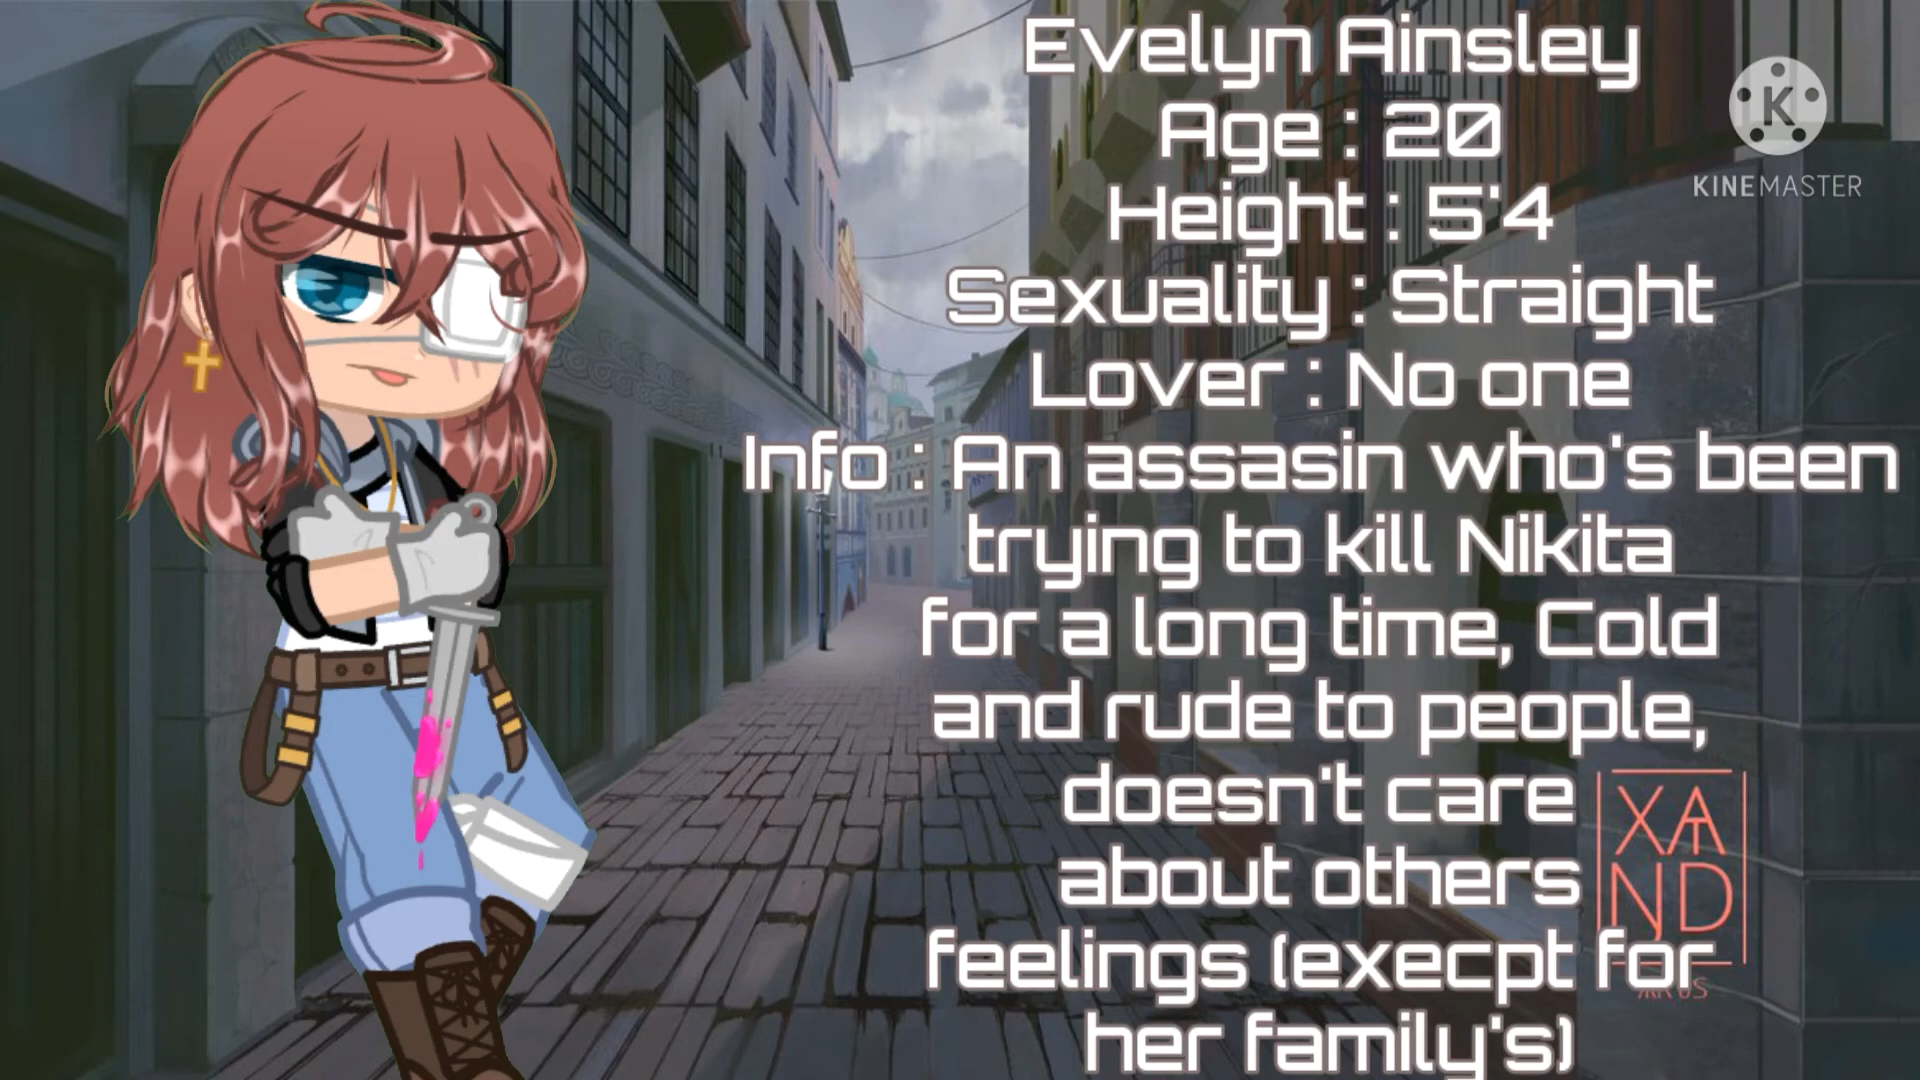 Evelyn Ainsley
Age : 20
Height : 5'4
Sexuality : Straight
Lover : No one
Info : An assasin who's been
trying to kill Nikita
for a long time, Cold
and rude to people,
doesn't care
about others
feelings (execpt for
her family's)
K
KINEMASTER
XA
ND